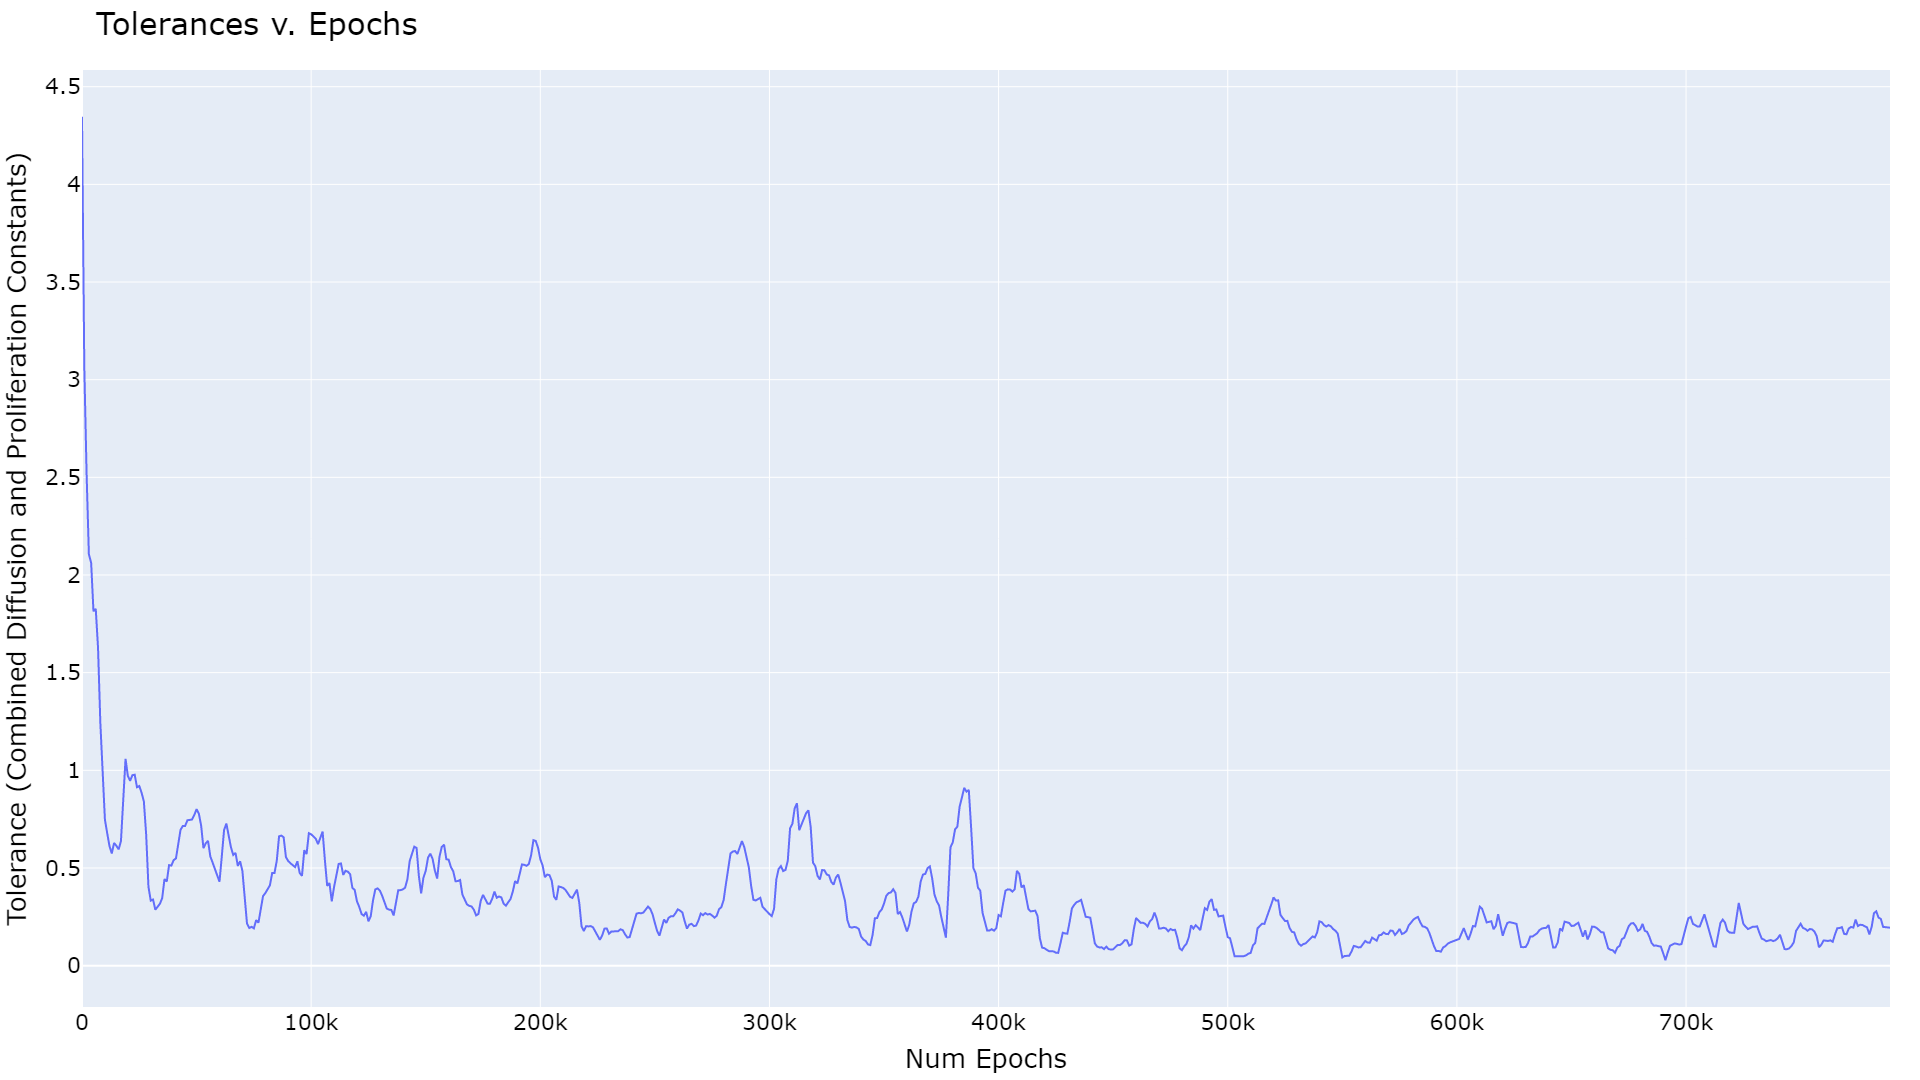 Tolerances v. Epochs
Tolerance (Combined Diffusion and Proliferation Constants)
4.5
4
3.5
3
2.5
2
1.5
1
0.5
0
0
100k
200k
300k
400k
500k
600k
700k
Num Epochs